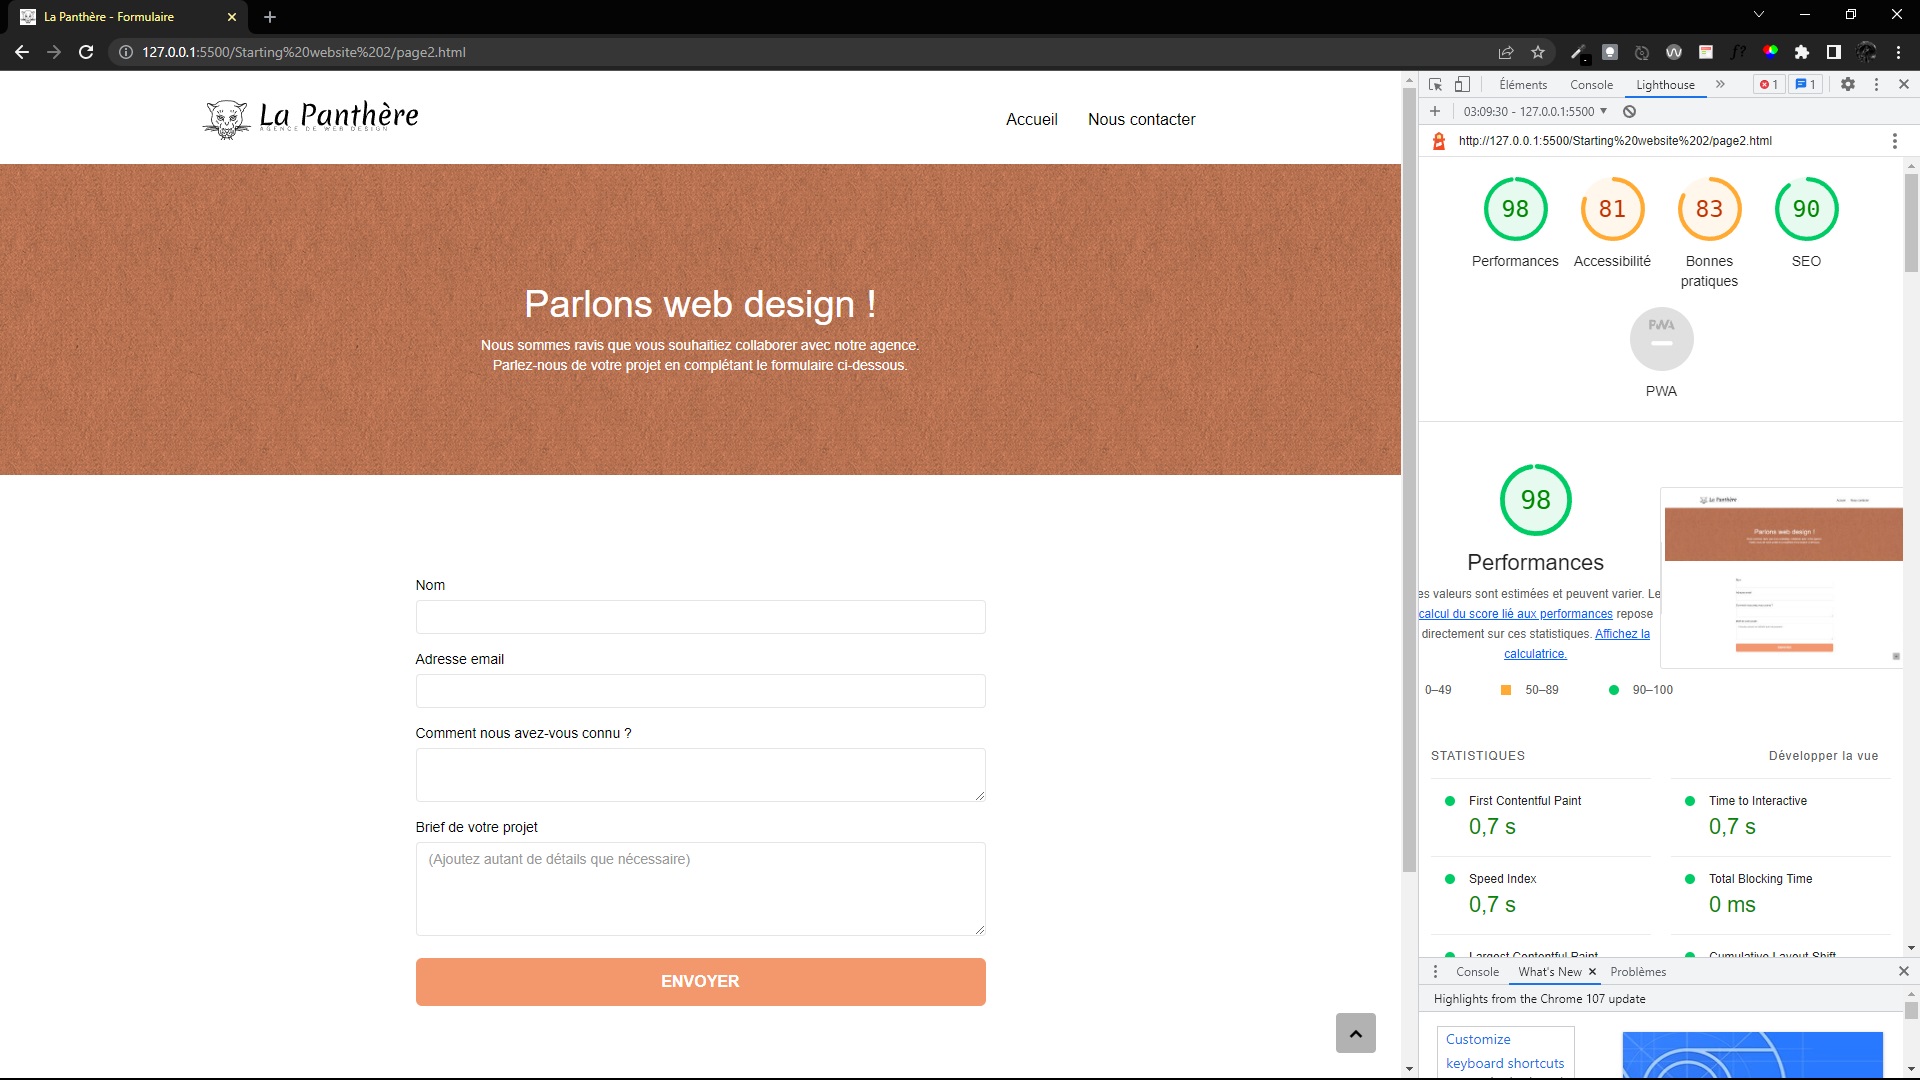 La Panthère - Formulaire
127.0.0.1:5500/Starting%20website%202/page2.html
La Panthère
AGENCE DE WEB DESIGN
Accueil
Nous contacter
Parlons web design !
Nous sommes ravis que vous souhaitiez collaborer avec notre agence.
Parlez-nous de votre projet en complétant le formulaire ci-dessous.
Nom
Adresse email
Comment nous avez-vous connu ?
Brief de votre projet
(Ajoutez autant de détails que nécessaire)
ENVOYER
Éléments
Console
Lighthouse
1
1
03:09:30 - 127.0.0.1:5500
http://127.0.0.1:5500/Starting%20website%202/page2.html
98
81
83
90
Performances
Accessibilité
Bonnes
pratiques
SEO
PWA
PWA
98
Performances
es valeurs sont estimées et peuvent varier. Le
calcul du score lié aux performances repose
directement sur ces statistiques. Affichez la
calculatrice.
La Panthère
Parlons web design !
0–49
50–89
90–100
STATISTIQUES
Développer la vue
First Contentful Paint
0,7 s
Time to Interactive
0,7 s
Speed Index
0,7 s
Total Blocking Time
0 ms
Largest Contentful Paint
Cumulative Layout Shift
Console
What's New
Problèmes
Highlights from the Chrome 107 update
Customize
keyboard shortcuts